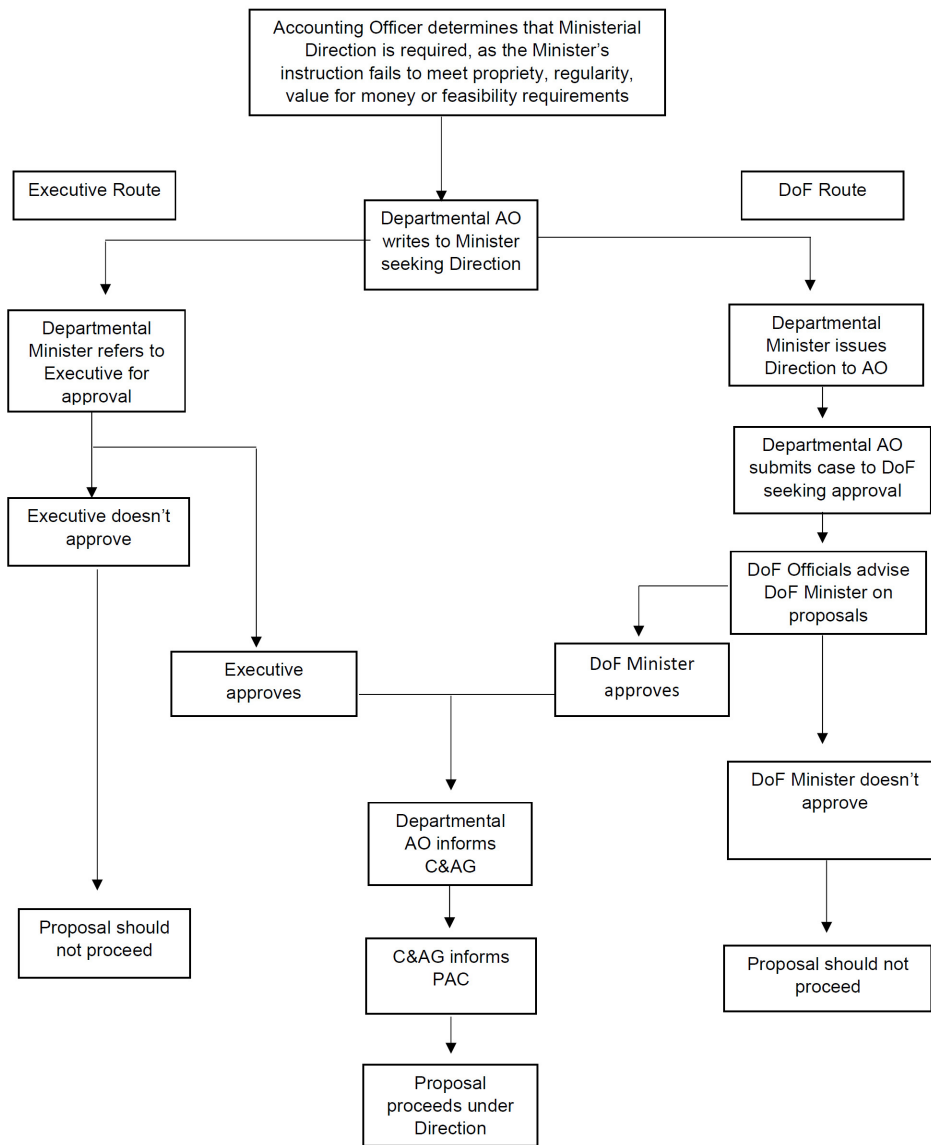 Accounting Officer determines that Ministerial
Direction is required, as the Minister’s
instruction fails to meet propriety, regularity,
value for money or feasibility requirements
Executive Route
DoF Route
Departmental AO
writes to Minister
seeking Direction
Departmental
Minister refers to
Executive for
approval
Departmental
Minister issues
Direction to AO
Departmental AO
submits case to DoF
seeking approval
Executive doesn’t
approve
DoF Officials advise
DoF Minister on
proposals
Executive
approves
DoF Minister
approves
DoF Minister doesn’t
approve
Departmental
AO informs
C&AG
Proposal should
not proceed
C&AG informs
PAC
Proposal should not
proceed
Proposal
proceeds under
Direction